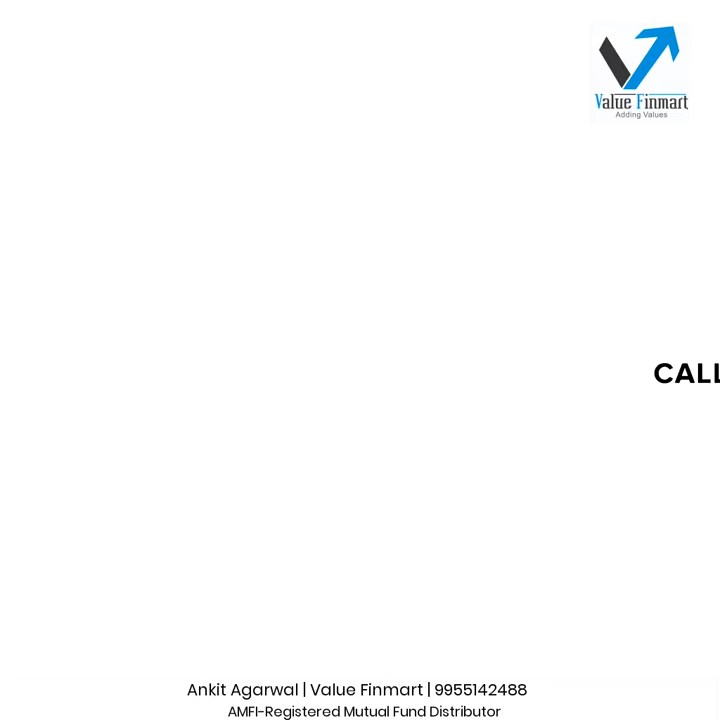 Value Finmart
Adding Values
CALL
Ankit Agarwal | Value Finmart | 9955142488
AMFI-Registered Mutual Fund Distributor